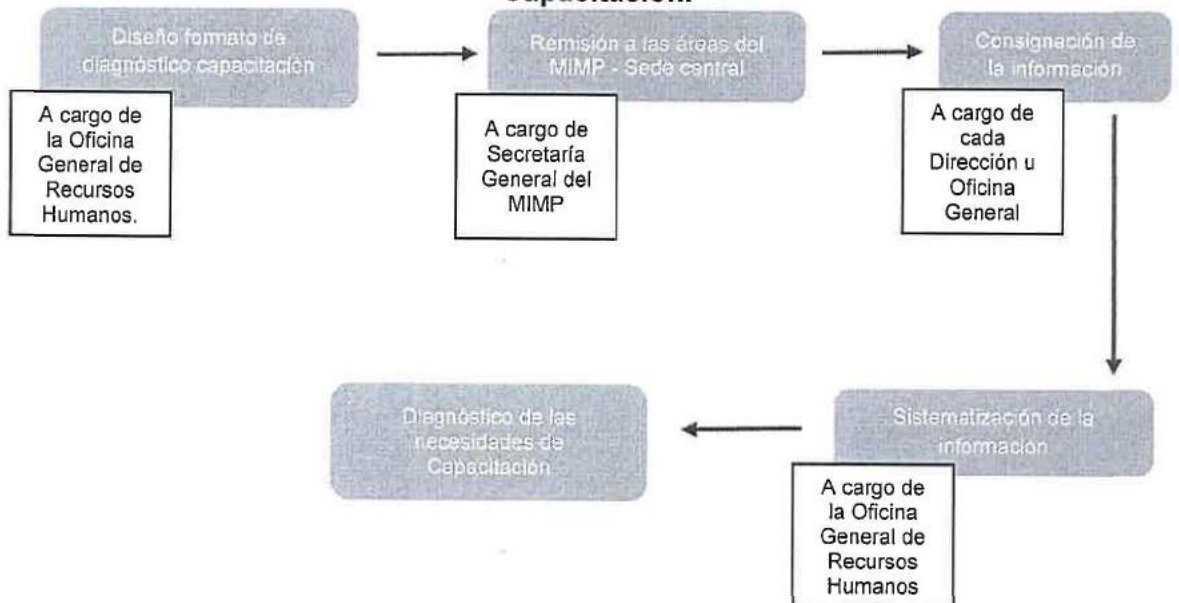 Capacitación.
Diseño formato de
diagnóstico capacitación
A cargo de
la Oficina
General de
Recursos
Humanos.
Remisión a las áreas del
MIMP - Sede central
A cargo de
Secretaría
General del
MIMP
Consignación de
la información
A cargo de
cada
Dirección u
Oficina
General
Sistematización de la
información
A cargo de
la Oficina
General de
Recursos
Humanos
Diagnóstico de las
necesidades de
Capacitación